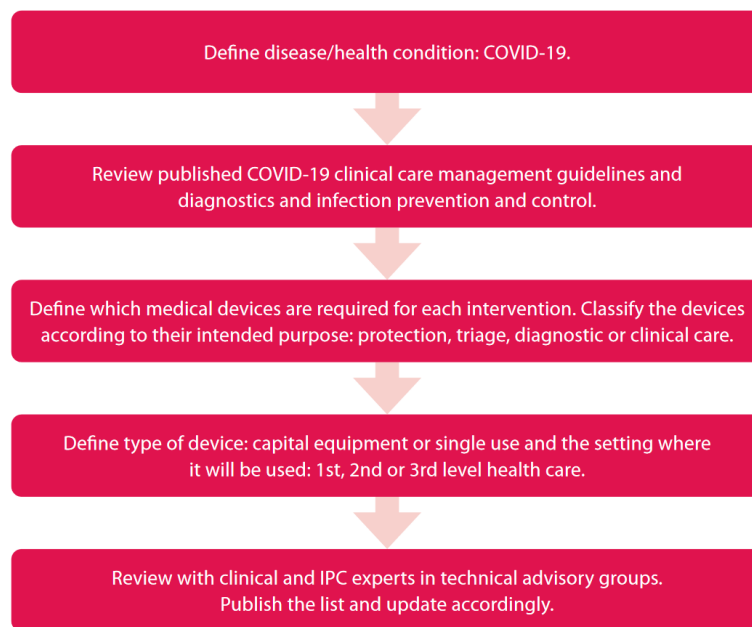 Define disease/health condition: COVID-19.
Review published COVID-19 clinical care management guidelines and
diagnostics and infection prevention and control.
Define which medical devices are required for each intervention. Classify the devices
according to their intended purpose: protection, triage, diagnostic or clinical care.
Define type of device: capital equipment or single use and the setting where
it will be used: 1st, 2nd or 3rd level health care.
Review with clinical and IPC experts in technical advisory groups.
Publish the list and update accordingly.